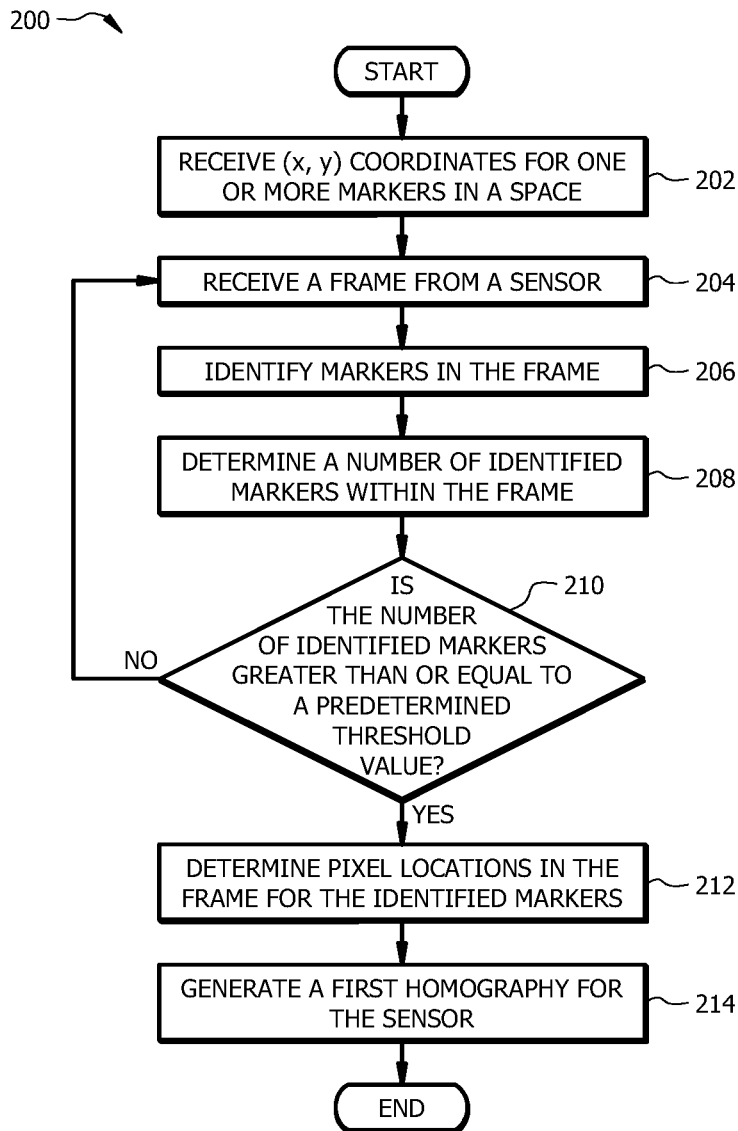 200
START
RECEIVE (x, y) COORDINATES FOR ONE
OR MORE MARKERS IN A SPACE
202
RECEIVE A FRAME FROM A SENSOR
204
IDENTIFY MARKERS IN THE FRAME
206
DETERMINE A NUMBER OF IDENTIFIED
MARKERS WITHIN THE FRAME
208
IS
THE NUMBER
OF IDENTIFIED MARKERS
GREATER THAN OR EQUAL TO
A PREDETERMINED
THRESHOLD
VALUE?
210
NO
YES
DETERMINE PIXEL LOCATIONS IN THE
FRAME FOR THE IDENTIFIED MARKERS
212
GENERATE A FIRST HOMOGRAPHY FOR
THE SENSOR
214
END